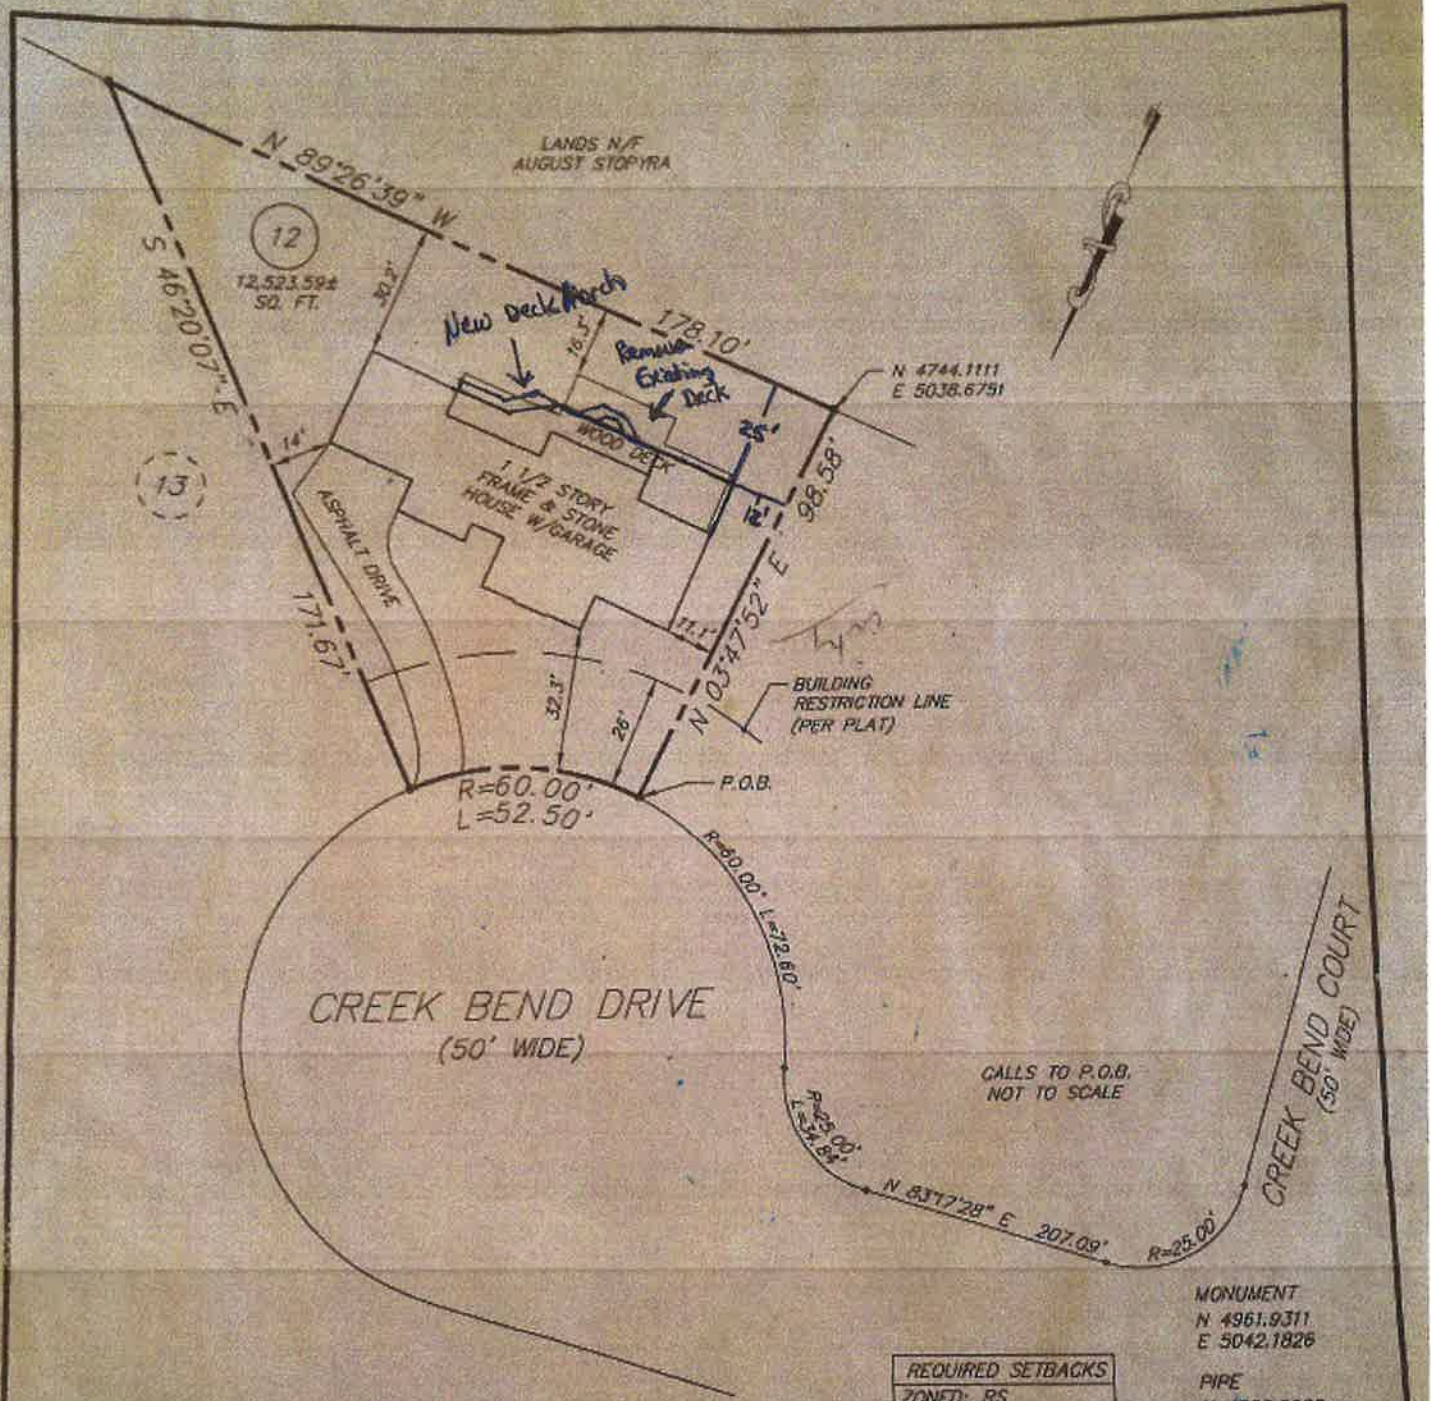 LANDS N/F
AUGUST STOPYRA
N 89°26'39" W
178.10'
12
12,523.59±
SQ. FT.
30.2'
S 46°20'07" E
171.67'
New Deck Porch
16.5'
Remove
Existing
Deck
N 4744.1111
E 5038.6751
25'
WOOD DECK
12'
98.58'
N 03°47'52" E
14'
13
ASPHALT DRIVE
1 1/2 STORY
FRAME & STONE
HOUSE W/GARAGE
11.1'
32.3'
26'
BUILDING
RESTRICTION LINE
(PER PLAT)
P.O.B.
R=60.00'
L=52.50'
R=60.00' L=72.60'
CREEK BEND DRIVE
(50' WIDE)
CALLS TO P.O.B.
NOT TO SCALE
R=25.00'
L=34.84'
N 83°17'28" E 207.09'
R=25.00'
CREEK BEND COURT
(50' WIDE)
MONUMENT
N 4961.9311
E 5042.1826
PIPE
REQUIRED SETBACKS
ZONED: RS